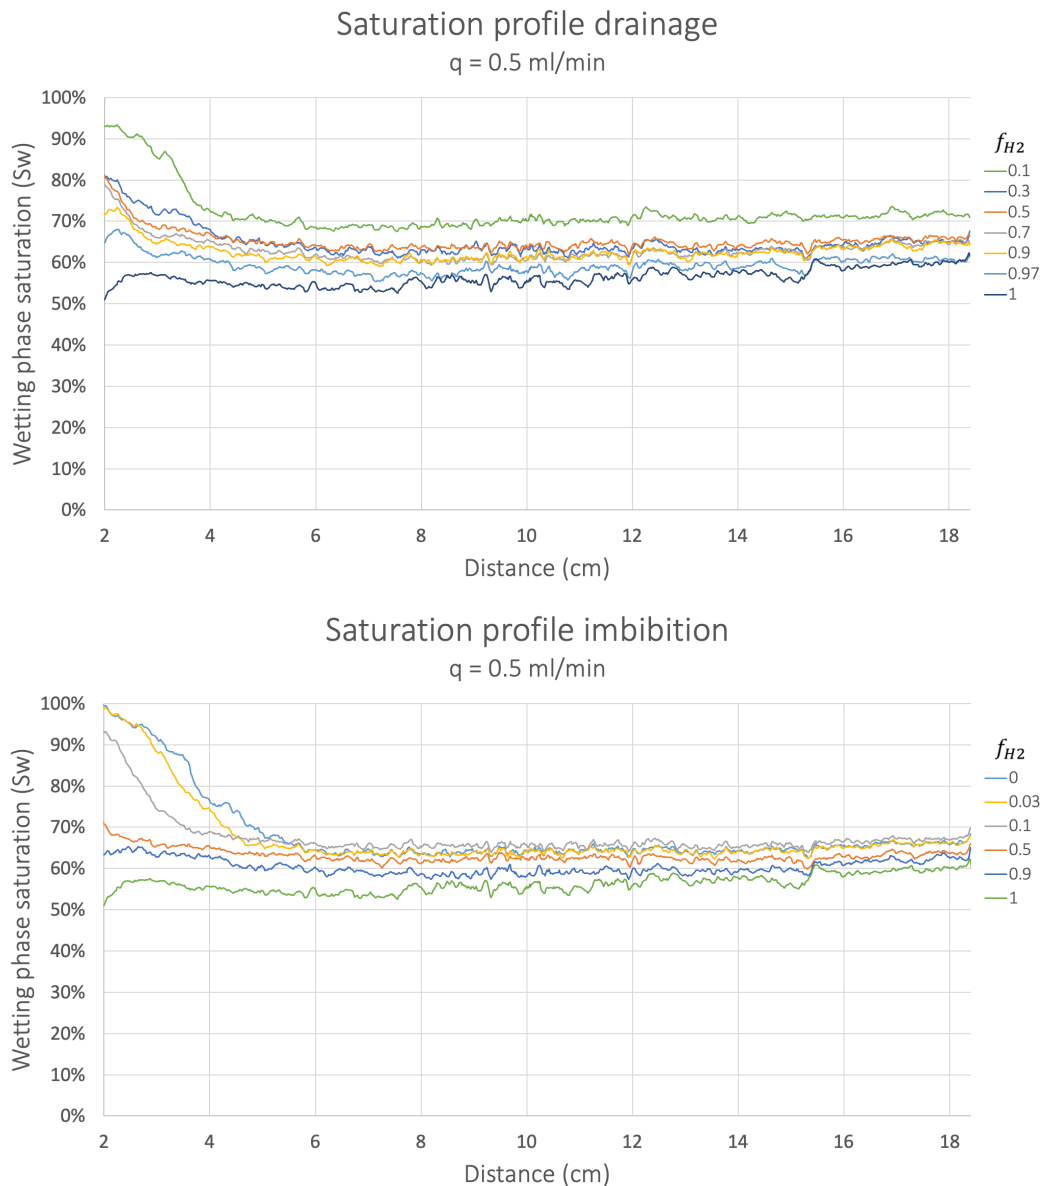 Saturation profile drainage
q = 0.5 ml/min
Wetting phase saturation (Sw)
100%
90%
80%
70%
60%
50%
40%
30%
20%
10%
0%
2 4 6 8 10 12 14 16 18
Distance (cm)
f_H2
0.1
0.3
0.5
0.7
0.9
0.97
1
Saturation profile imbibition
q = 0.5 ml/min
Wetting phase saturation (Sw)
100%
90%
80%
70%
60%
50%
40%
30%
20%
10%
0%
2 4 6 8 10 12 14 16 18
Distance (cm)
f_H2
0
0.03
0.1
0.5
0.9
1